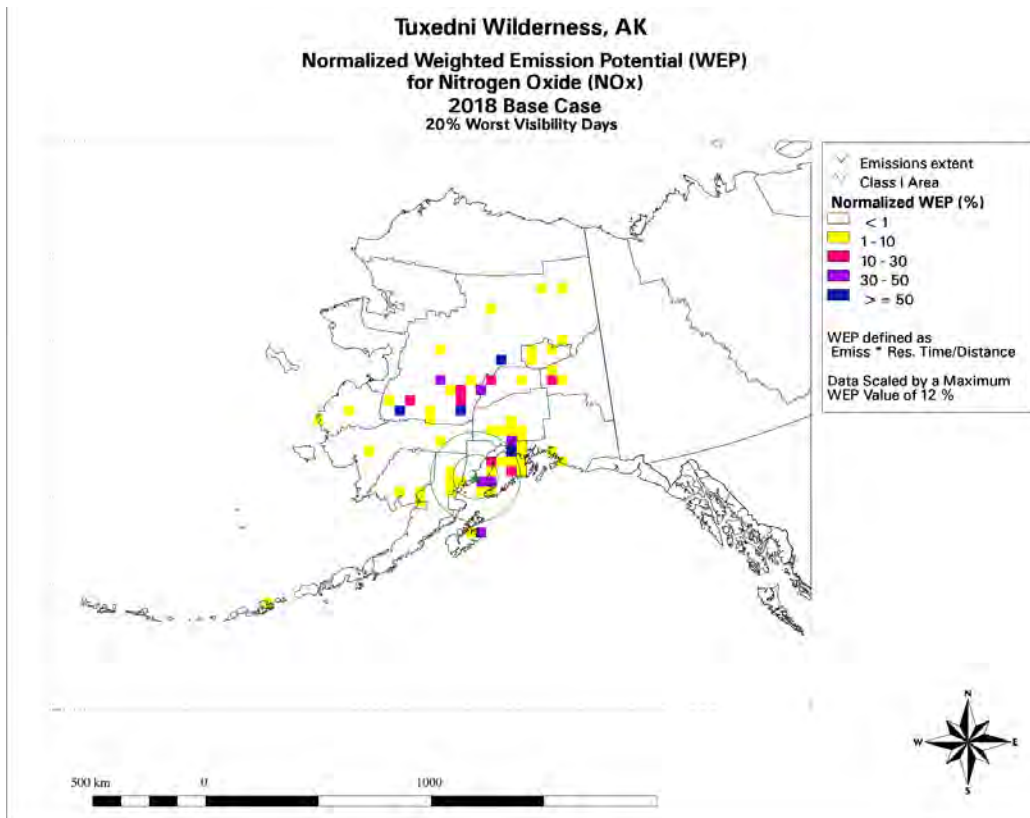 Tuxedni Wilderness, AK
Normalized Weighted Emission Potential (WEP)
for Nitrogen Oxide (NOx)
2018 Base Case
20% Worst Visibility Days
Emissions extent
Class I Area
Normalized WEP (%)
< 1
1 - 10
10 - 30
30 - 50
> = 50
WEP defined as
Emiss * Res. Time/Distance
Data Scaled by a Maximum
WEP Value of 12 %
N
W E
S
500 km 0 1000